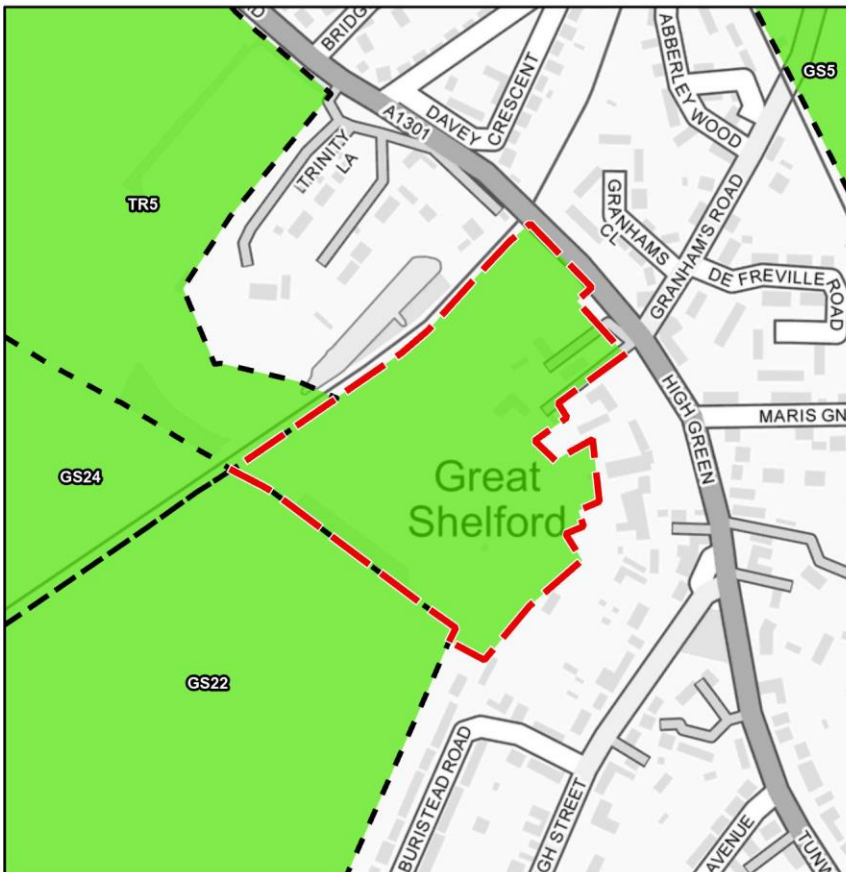 BRIDG
ABBERLEY WOOD
GS5
A1301
DAVEY
CRESCENT
TRINITY
LA
TR5
GRANHAMS
CL
GRANHAM'S ROAD
DE FREVILLE
ROAD
HIGH GREEN
MARIS GN
GS24
Great
Shelford
GS22
BURISTEAD ROAD
GH STREET
AVENUE
TUNW